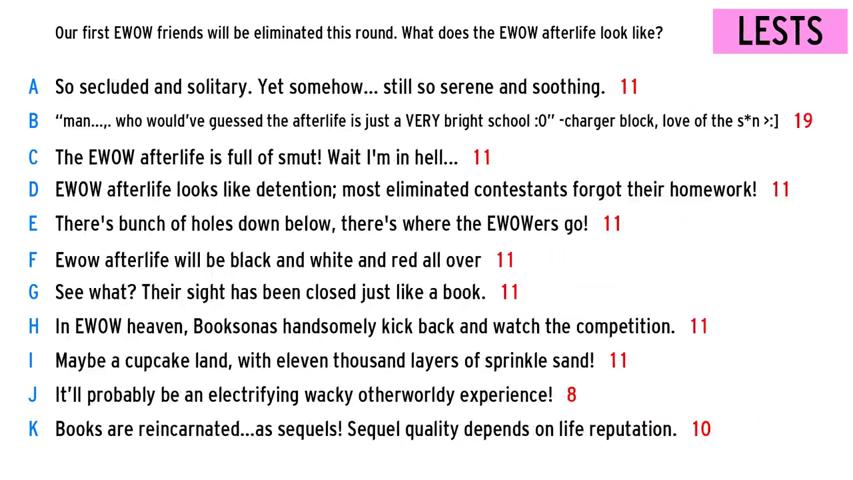 Our first EWOW friends will be eliminated this round. What does the EWOW afterlife look like?
LESTS
A So secluded and solitary. Yet somehow... still so serene and soothing. 11
B “man...,. who would’ve guessed the afterlife is just a VERY bright school :0” -charger block, love of the s*n >:] 19
C The EWOW afterlife is full of smut! Wait I'm in hell... 11
D EWOW afterlife looks like detention; most eliminated contestants forgot their homework! 11
E There's bunch of holes down below, there's where the EWOWers go! 11
F Ewow afterlife will be black and white and red all over 11
G See what? Their sight has been closed just like a book. 11
H In EWOW heaven, Booksonas handsomely kick back and watch the competition. 11
I Maybe a cupcake land, with eleven thousand layers of sprinkle sand! 11
J It’ll probably be an electrifying wacky otherworldy experience! 8
K Books are reincarnated...as sequels! Sequel quality depends on life reputation. 10